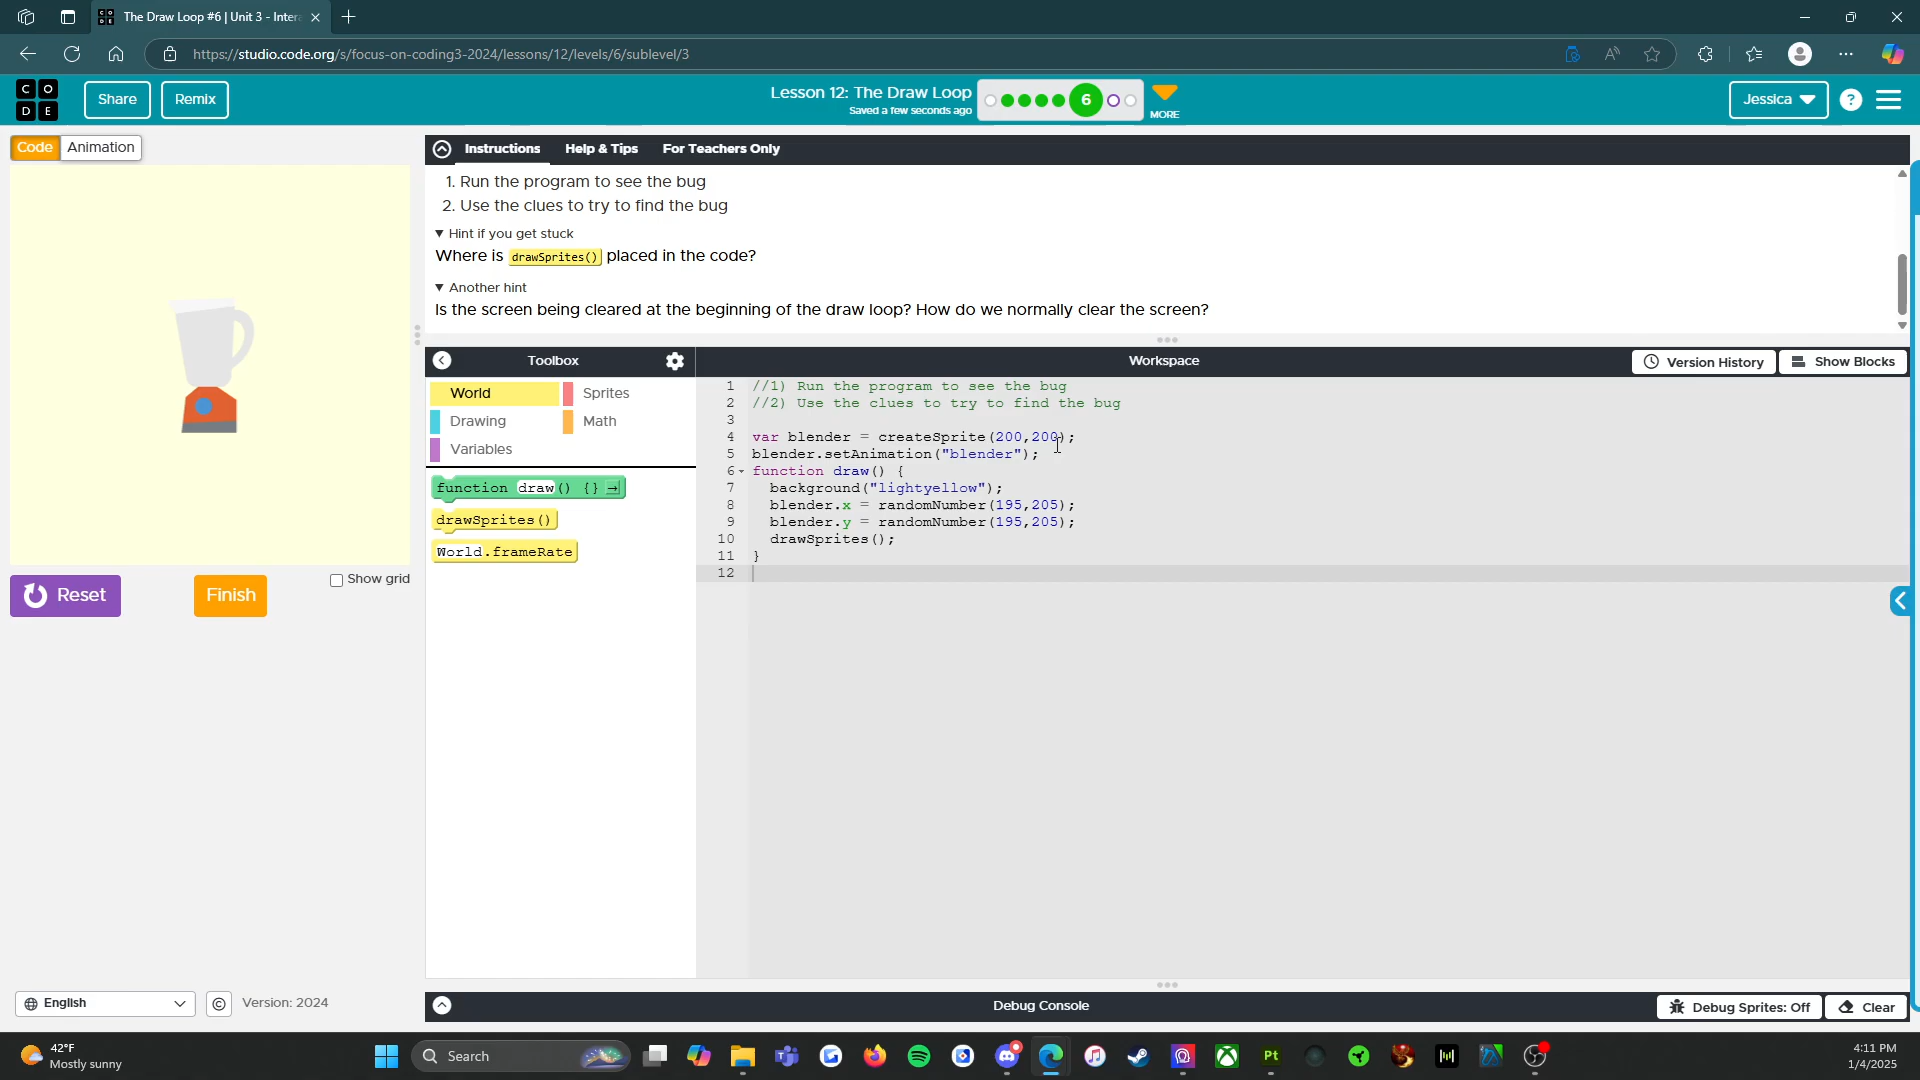 The Draw Loop #6 | Unit 3 - Intera
https://studio.code.org/s/focus-on-coding3-2024/lessons/12/levels/6/sublevel/3
C O
D E
Share
Remix
Lesson 12: The Draw Loop
Saved a few seconds ago
6
MORE
Jessica
?
Code
Animation
Instructions
Help & Tips
For Teachers Only
1. Run the program to see the bug
2. Use the clues to try to find the bug
Hint if you get stuck
Where is drawSprites() placed in the code?
Another hint
Is the screen being cleared at the beginning of the draw loop? How do we normally clear the screen?
Toolbox
Workspace
Version History
Show Blocks
World
Sprites
Drawing
Math
Variables
function draw() {}
drawSprites()
World.frameRate
1 //1) Run the program to see the bug
2 //2) Use the clues to try to find the bug
3
4 var blender = createSprite(200,200);
5 blender.setAnimation("blender");
6 function draw() {
7 background("lightyellow");
8 blender.x = randomNumber(195,205);
9 blender.y = randomNumber(195,205);
10 drawSprites();
11 }
12
Reset
Finish
Show grid
English
©
Version: 2024
Debug Console
Debug Sprites: Off
Clear
42°F
Mostly sunny
Search
Pt
4:11 PM
1/4/2025